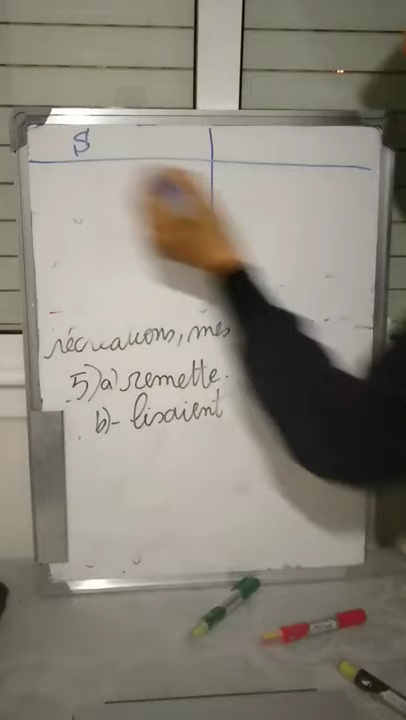 S
récréations, mes
5) a) remette.
b)- lisaient